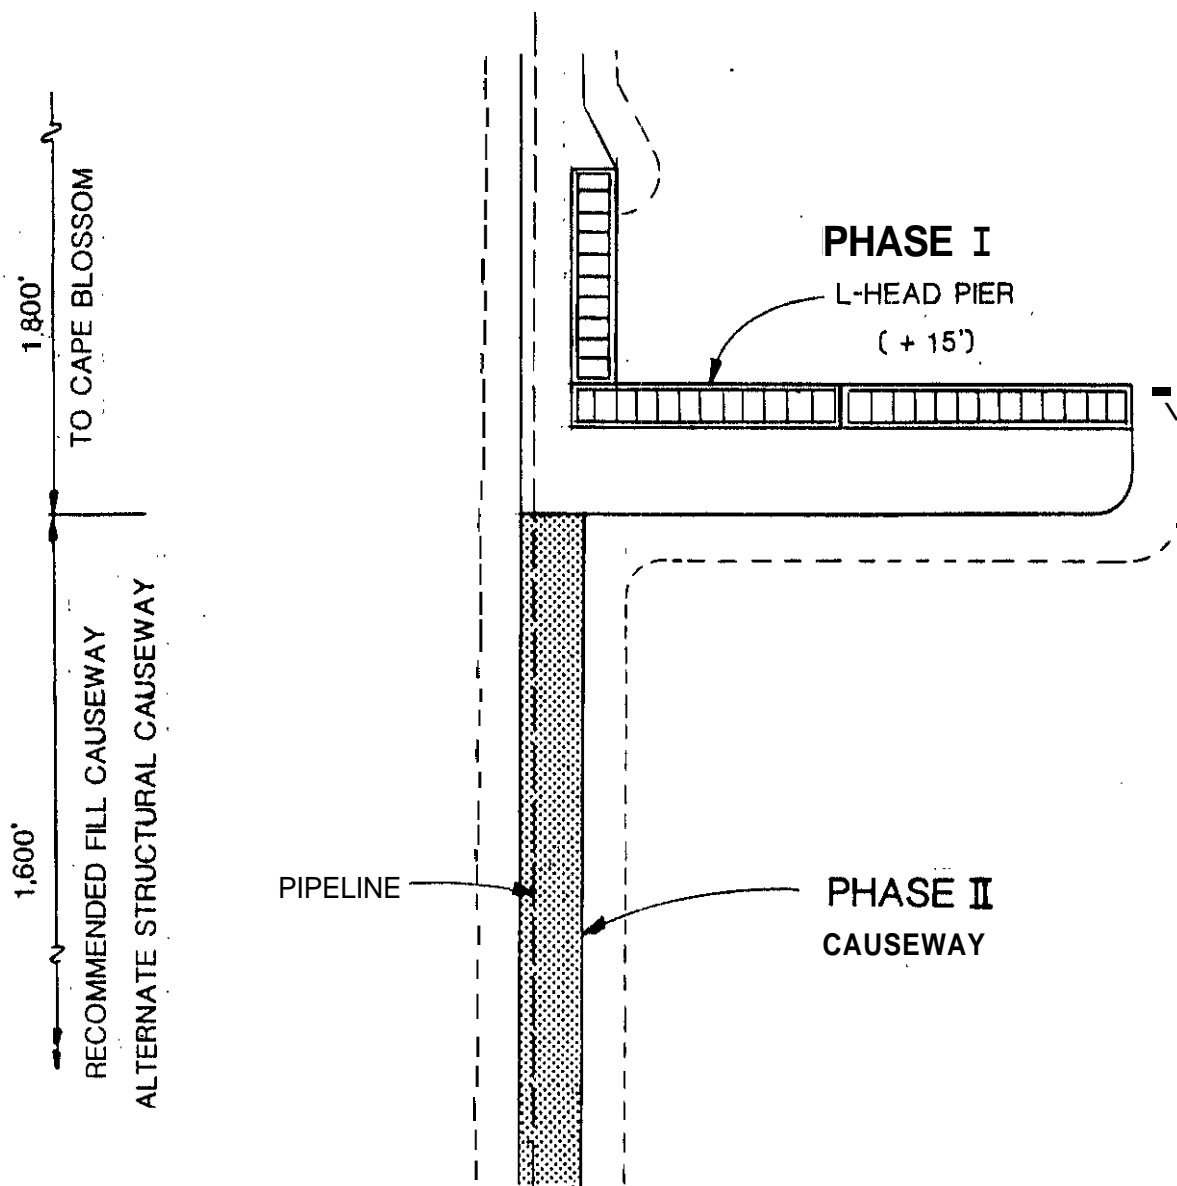 1,800'
TO CAPE BLOSSOM
PHASE I
L-HEAD PIER
( + 15')
1,600'
RECOMMENDED FILL CAUSEWAY
ALTERNATE STRUCTURAL CAUSEWAY
PIPELINE
PHASE II
CAUSEWAY